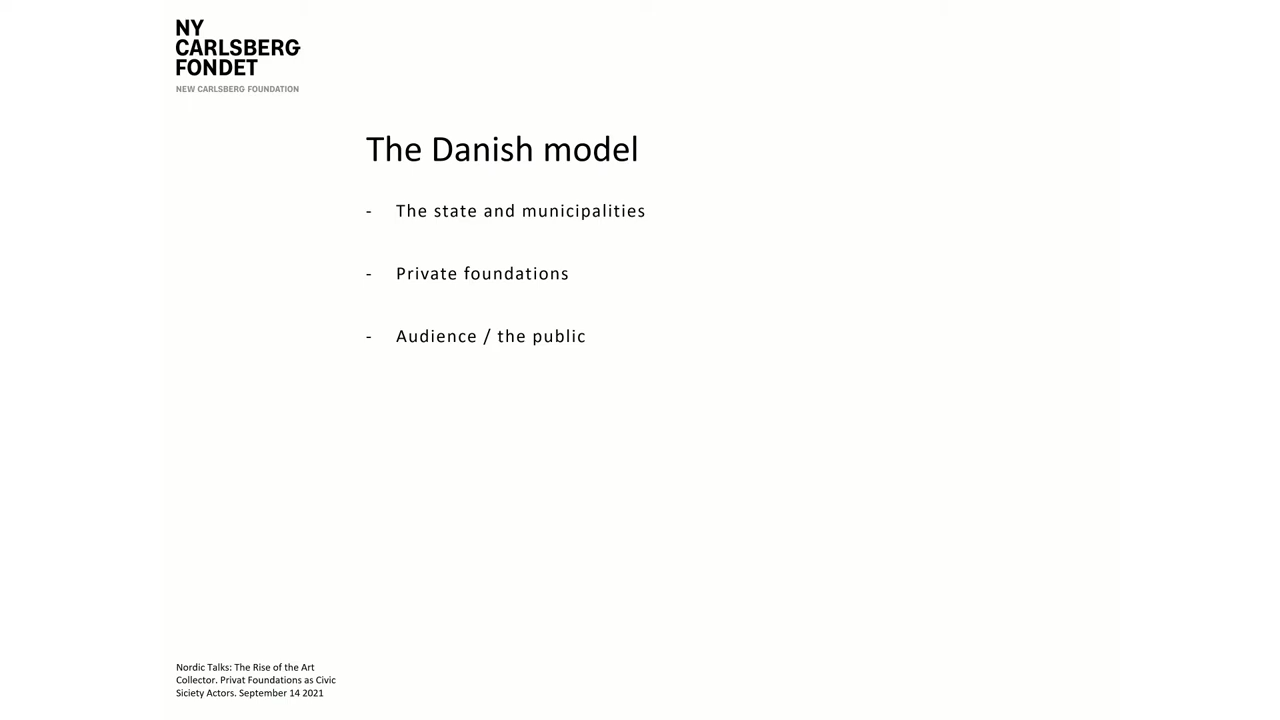 NY
CARLSBERG
FONDET
NEW CARLSBERG FOUNDATION
The Danish model
- The state and municipalities
- Private foundations
- Audience / the public
Nordic Talks: The Rise of the Art
Collector. Privat Foundations as Civic
Siciety Actors. September 14 2021